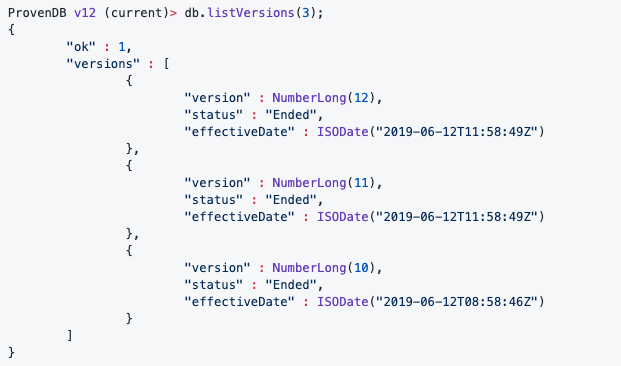 ProvenDB v12 (current)> db.listVersions(3);
{
        "ok" : 1,
        "versions" : [
                {
                        "version" : NumberLong(12),
                        "status" : "Ended",
                        "effectiveDate" : ISODate("2019-06-12T11:58:49Z")
                },
                {
                        "version" : NumberLong(11),
                        "status" : "Ended",
                        "effectiveDate" : ISODate("2019-06-12T11:58:49Z")
                },
                {
                        "version" : NumberLong(10),
                        "status" : "Ended",
                        "effectiveDate" : ISODate("2019-06-12T08:58:46Z")
                }
        ]
}